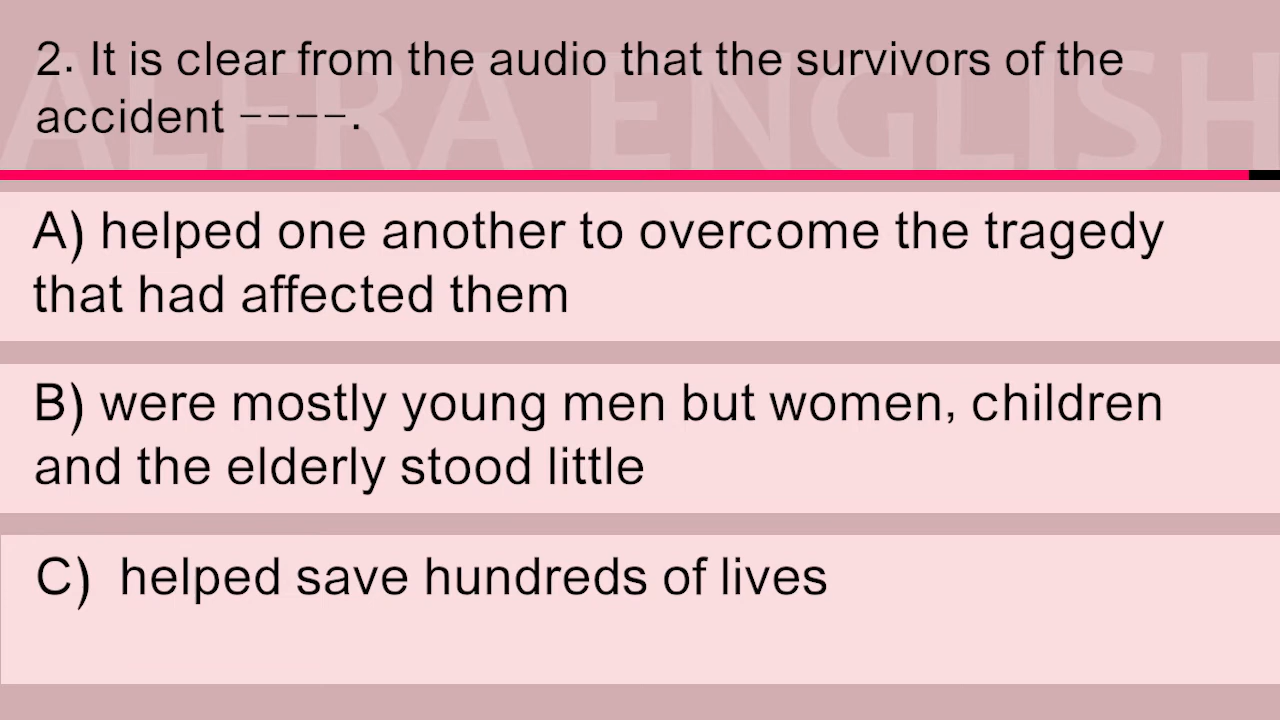 ALFRA ENGLISH
2. It is clear from the audio that the survivors of the
accident ----.
A) helped one another to overcome the tragedy
that had affected them
B) were mostly young men but women, children
and the elderly stood little
C) helped save hundreds of lives